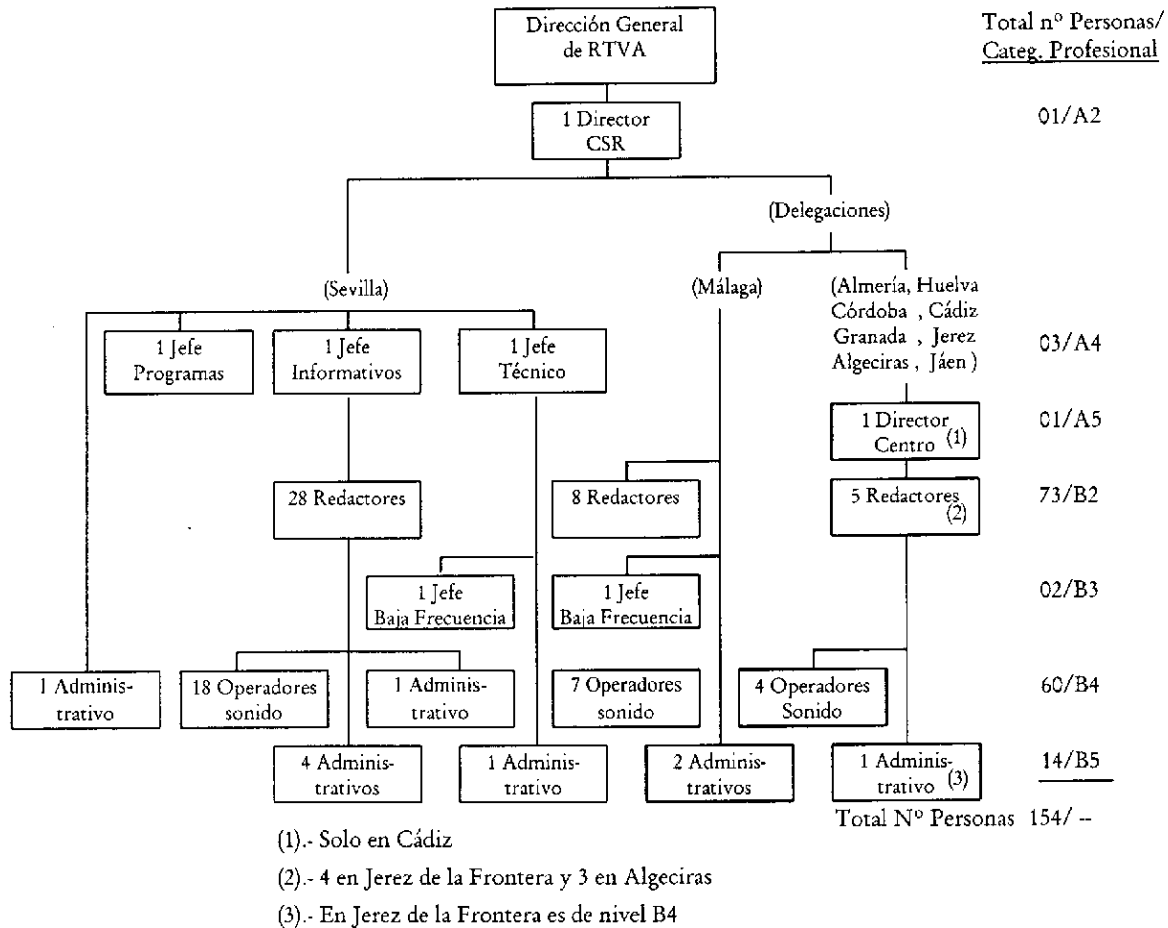 Dirección General
de RTVA
Total nº Personas/
Categ. Profesional
1 Director
CSR
01/A2
(Delegaciones)
(Sevilla)
(Málaga)
(Almería, Huelva
Córdoba , Cádiz
Granada , Jerez
Algeciras , Jáen )
1 Jefe
Programas
1 Jefe
Informativos
1 Jefe
Técnico
03/A4
1 Director
Centro (1)
01/A5
28 Redactores
8 Redactores
5 Redactores
(2)
73/B2
1 Jefe
Baja Frecuencia
1 Jefe
Baja Frecuencia
02/B3
1 Adminis-
trativo
18 Operadores
sonido
1 Adminis-
trativo
7 Operadores
sonido
4 Operadores
Sonido
60/B4
4 Adminis-
trativos
1 Adminis-
trativo
2 Adminis-
trativos
1 Adminis-
trativo (3)
14/B5
Total Nº Personas 154/ --
(1).- Solo en Cádiz
(2).- 4 en Jerez de la Frontera y 3 en Algeciras
(3).- En Jerez de la Frontera es de nivel B4